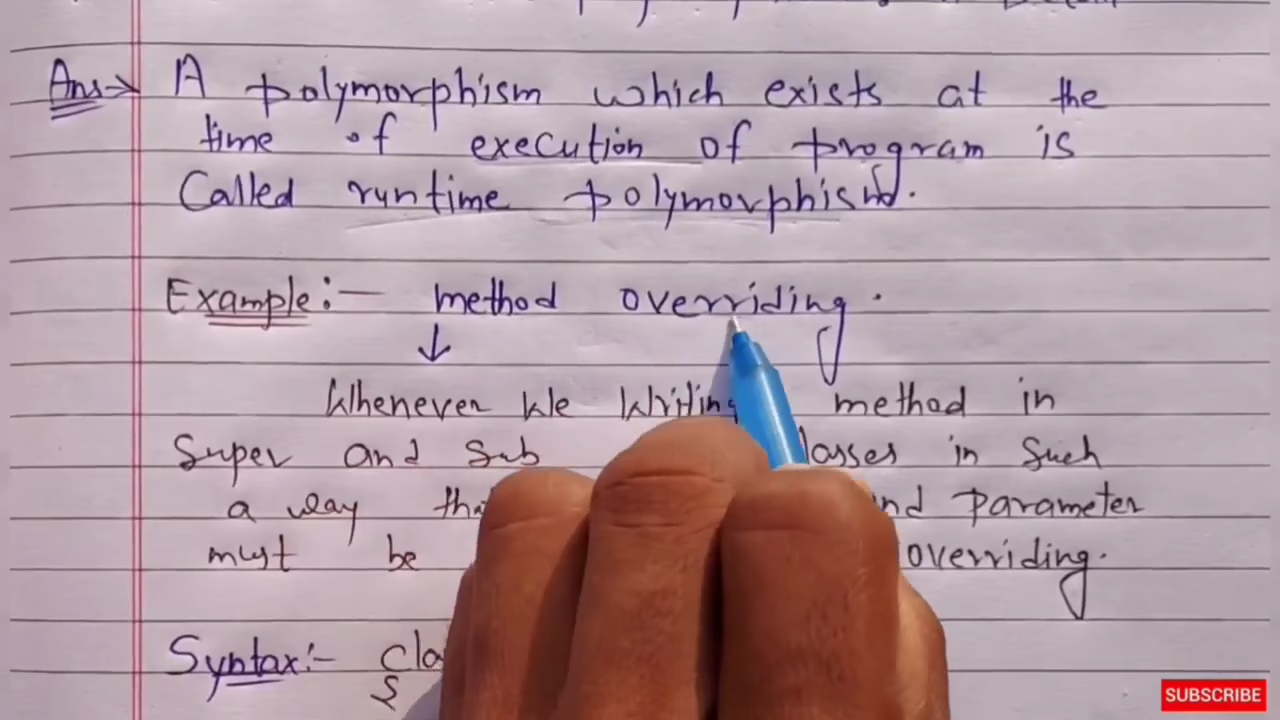 Ans→ A polymorphism which exists at the
time of execution of program is
Called runtime polymorphism.
Example:- method overriding.
↓
Whenever we writing method in
Super and Sub classes in Such
a way parameter
must be overriding.
Syntax:-
SUBSCRIBE